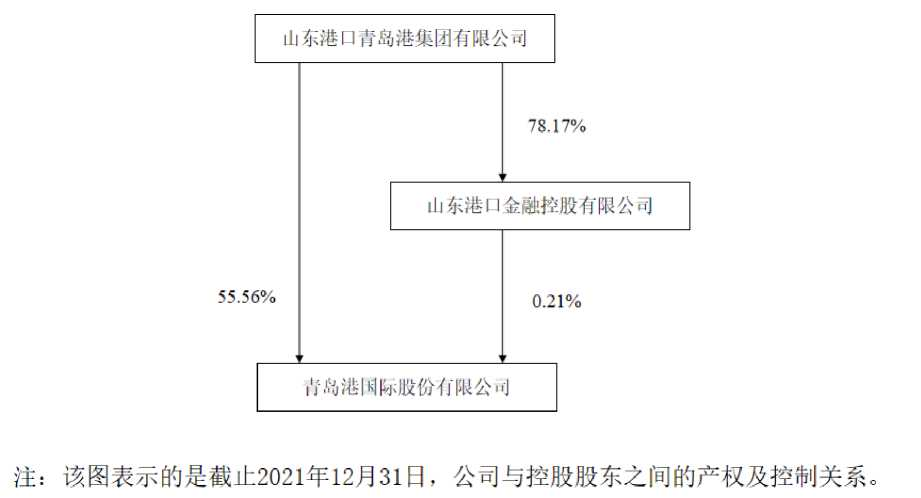 山东港口青岛港集团有限公司
78.17%
山东港口金融控股有限公司
55.56%
0.21%
青岛港国际股份有限公司
注：该图表示的是截止2021年12月31日，公司与控股股东之间的产权及控制关系。